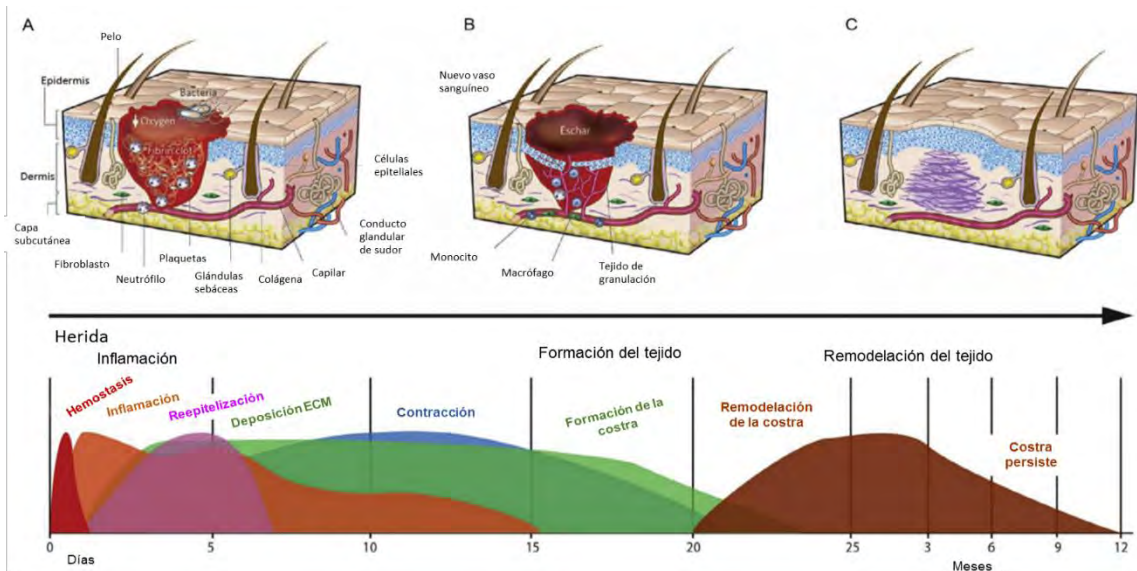 A
B
C
Pelo
Epidermis
Bacteria
Oxygen
Fibrin clot
Dermis
Capa
subcutánea
Fibroblasto
Neutrófilo
Plaquetas
Glándulas
sebáceas
Colágena
Capilar
Células
epiteliales
Conducto
glandular
de sudor
Nuevo vaso
sanguíneo
Eschar
Monocito
Macrófago
Tejido de
granulación
Herida
Inflamación
Formación del tejido
Remodelación del tejido
Hemostasis
Inflamación
Reepitelización
Deposición ECM
Contracción
Formación de la
costra
Remodelación
de la costra
Costra
persiste
0
5
10
15
20
25
3
6
9
12
Días
Meses